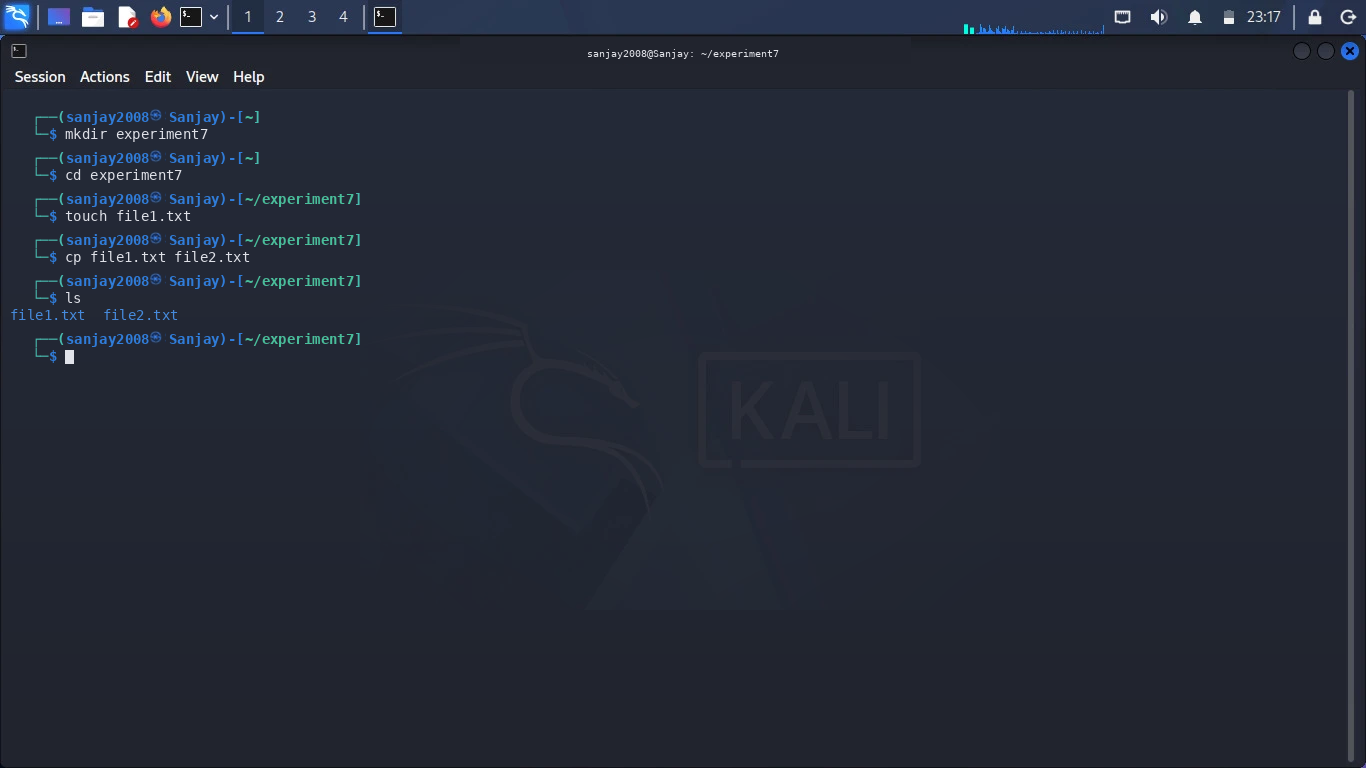 1 2 3 4 23:17
sanjay2008@Sanjay: ~/experiment7
Session Actions Edit View Help
┌──(sanjay2008㉿ Sanjay)-[~]
└─$ mkdir experiment7
┌──(sanjay2008㉿ Sanjay)-[~]
└─$ cd experiment7
┌──(sanjay2008㉿ Sanjay)-[~/experiment7]
└─$ touch file1.txt
┌──(sanjay2008㉿ Sanjay)-[~/experiment7]
└─$ cp file1.txt file2.txt
┌──(sanjay2008㉿ Sanjay)-[~/experiment7]
└─$ ls
file1.txt  file2.txt
┌──(sanjay2008㉿ Sanjay)-[~/experiment7]
└─$
KALI